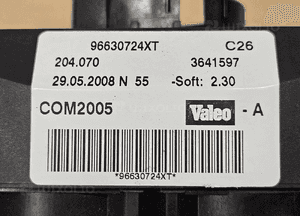 96630724XT C26
204.070 3641597
29.05.2008 N 55 -Soft: 2.30
COM2005 Valeo - A
*96630724XT*